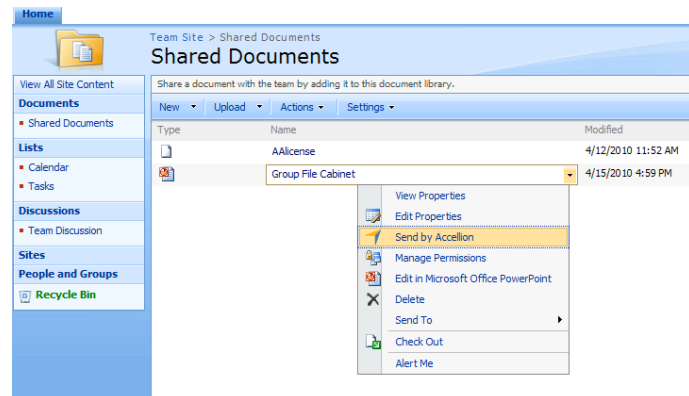 Home
Team Site > Shared Documents
Shared Documents
View All Site Content
Share a document with the team by adding it to this document library.
Documents
New Upload Actions Settings
Shared Documents
Type Name Modified
Lists
AAlicense 4/12/2010 11:52 AM
Calendar
Group File Cabinet 4/15/2010 4:59 PM
Tasks
View Properties
Discussions
Edit Properties
Team Discussion
Send by Accellion
Sites
Manage Permissions
People and Groups
Edit in Microsoft Office PowerPoint
Recycle Bin
Delete
Send To
Check Out
Alert Me